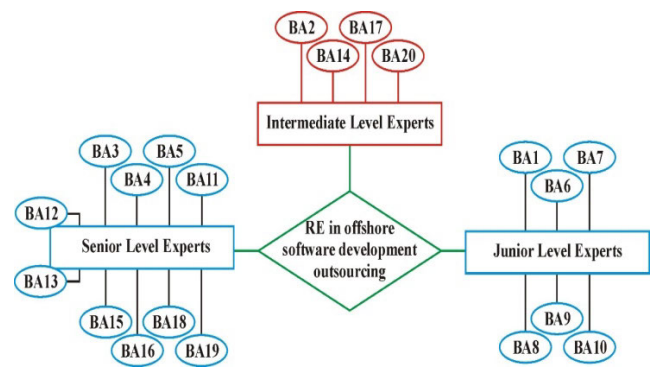 BA2
BA17
BA14
BA20
Intermediate Level Experts
BA3
BA5
BA4
BA11
BA12
Senior Level Experts
BA13
BA15
BA18
BA16
BA19
RE in offshore
software development
outsourcing
BA1
BA7
BA6
Junior Level Experts
BA9
BA8
BA10